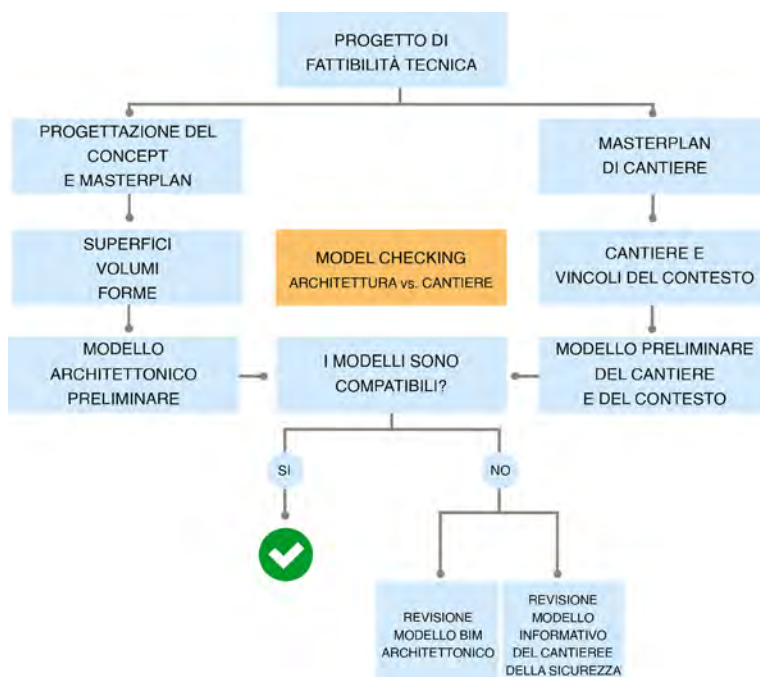 PROGETTO DI
FATTIBILITÀ TECNICA
PROGETTAZIONE DEL
CONCEPT
E MASTERPLAN
MASTERPLAN
DI CANTIERE
SUPERFICI
VOLUMI
FORME
MODEL CHECKING
ARCHITETTURA vs. CANTIERE
CANTIERE E
VINCOLI DEL CONTESTO
MODELLO
ARCHITETTONICO
PRELIMINARE
I MODELLI SONO
COMPATIBILI?
MODELLO PRELIMINARE
DEL CANTIERE
E DEL CONTESTO
SI
NO
REVISIONE
MODELLO BIM
ARCHITETTONICO
REVISIONE
MODELLO
INFORMATIVO
DEL CANTIEREE
DELLA SICUREZZA